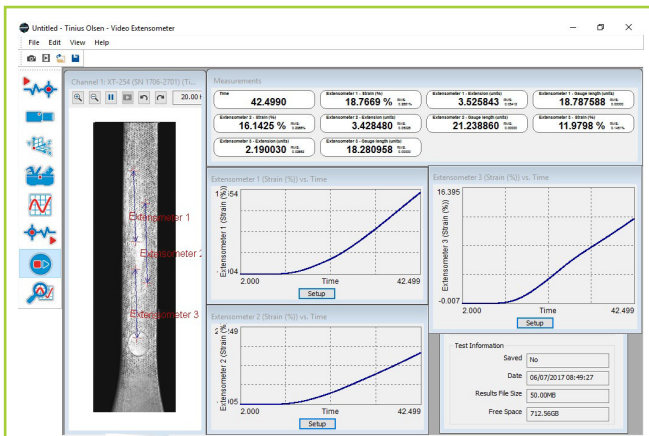 Untitled - Tinius Olsen - Video Extensometer
File Edit View Help
Channel 1: XT-254 (SN 1706-2701) (Ti...
20.00
Extensometer 1
Extensometer 2
Extensometer 3
Measurements
Time
42.4990
Extensometer 1 - Strain (%)
18.7669 %
Extensometer 1 - Extension (units)
3.525843
Extensometer 1 - Gauge length (units)
18.787588
Extensometer 2 - Strain (%)
16.1425 %
Extensometer 2 - Extension (units)
3.428480
Extensometer 2 - Gauge length (units)
21.238860
Extensometer 3 - Strain (%)
11.9798 %
Extensometer 3 - Extension (units)
2.190030
Extensometer 3 - Gauge length (units)
18.280958
Extensometer 1 (Strain (%)) vs. Time
Extensometer 1 (Strain (%))
2.000
Time
42.499
Setup
Extensometer 3 (Strain (%)) vs. Time
16.395
Extensometer 3 (Strain (%))
-0.007
2.000
Time
42.499
Setup
Extensometer 2 (Strain (%)) vs. Time
Extensometer 2 (Strain (%))
2.000
Time
42.499
Setup
Test Information
Saved No
Date 06/07/2017 08:49:27
Results File Size 50.00MB
Free Space 712.56GB